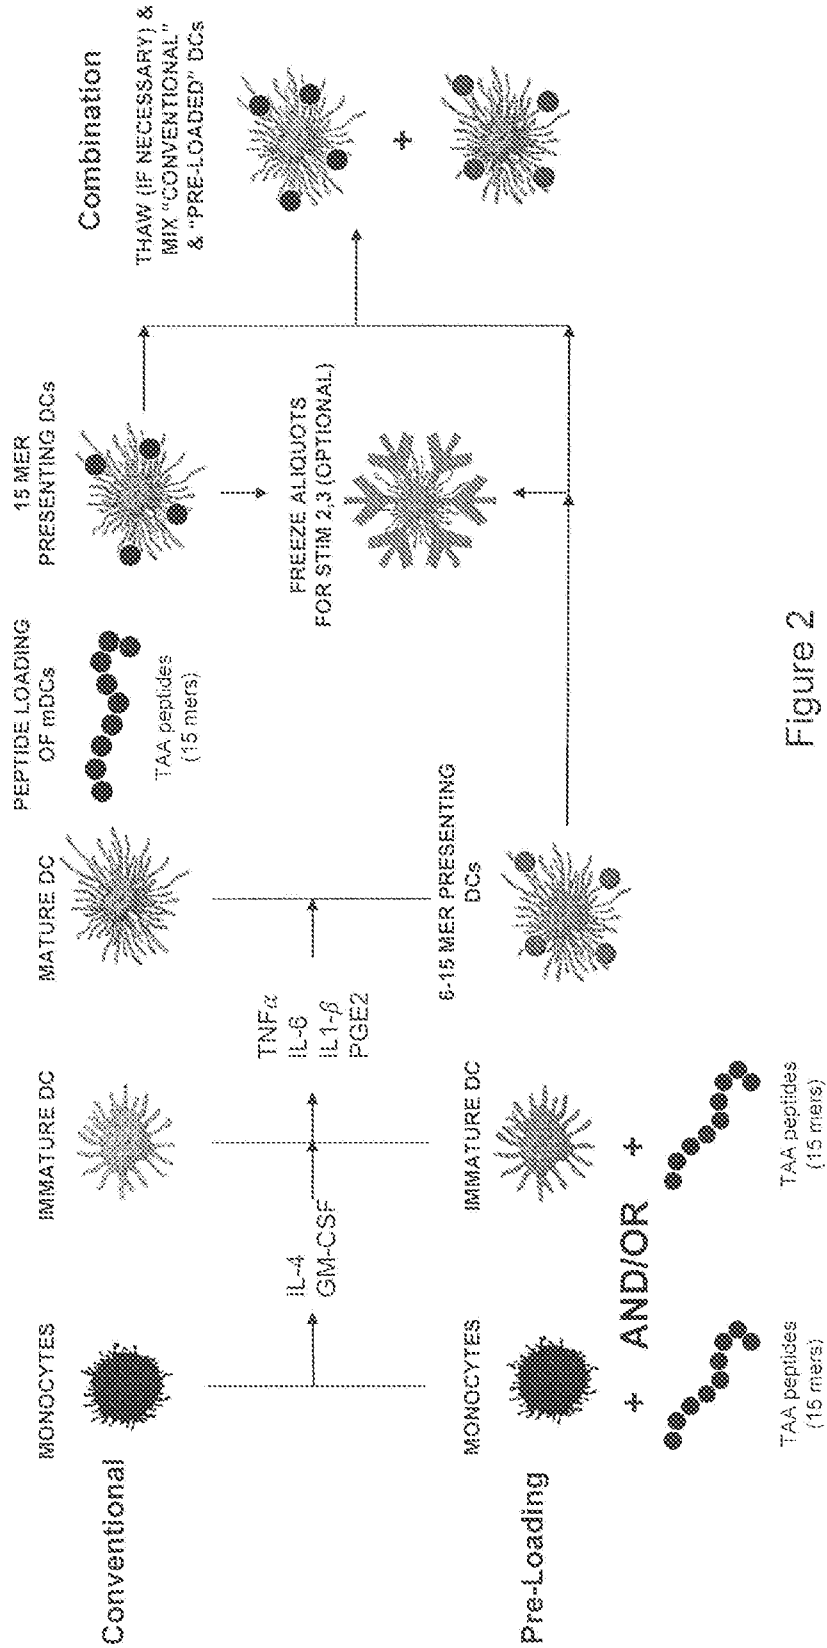 Conventional
MONOCYTES
IMMATURE DC
MATURE DC
PEPTIDE LOADING
OF mDCs
TAA peptides
(15 mers)
15 MER
PRESENTING DCs
Combination
THAW (IF NECESSARY) &
MIX "CONVENTIONAL"
& "PRE-LOADED" DCs
+
IL-4
GM-CSF
TNFα
IL-6
IL1-β
PGE2
FREEZE ALIQUOTS
FOR STIM 2,3 (OPTIONAL)
Pre-Loading
MONOCYTES
+
TAA peptides
(15 mers)
AND/OR
IMMATURE DC
+
TAA peptides
(15 mers)
6-15 MER PRESENTING
DCs
Figure 2